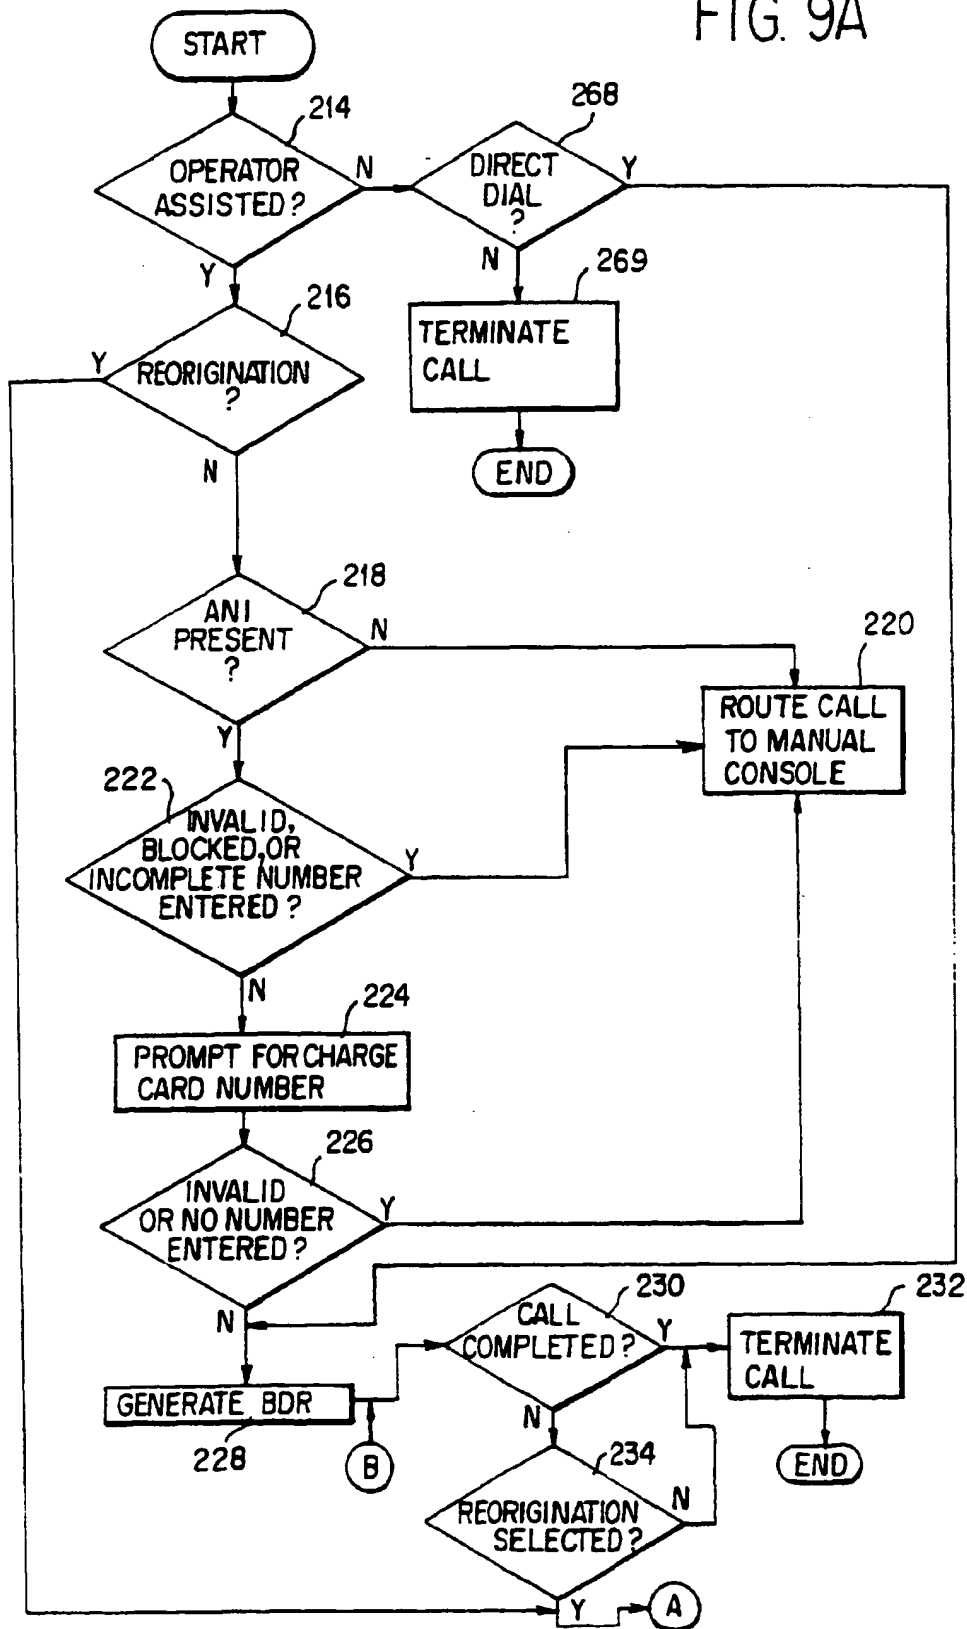 FIG. 9A
START
214
OPERATOR
ASSISTED?
N
Y
268
DIRECT
DIAL
?
Y
N
269
TERMINATE
CALL
END
216
REORIGINATION
?
Y
N
218
ANI
PRESENT
?
N
Y
220
ROUTE CALL
TO MANUAL
CONSOLE
222
INVALID,
BLOCKED, OR
INCOMPLETE NUMBER
ENTERED?
Y
N
224
PROMPT FOR CHARGE
CARD NUMBER
226
INVALID
OR NO NUMBER
ENTERED?
Y
N
GENERATE BDR
228
B
230
CALL
COMPLETED?
Y
N
232
TERMINATE
CALL
END
234
REORIGINATION
SELECTED?
N
Y
A